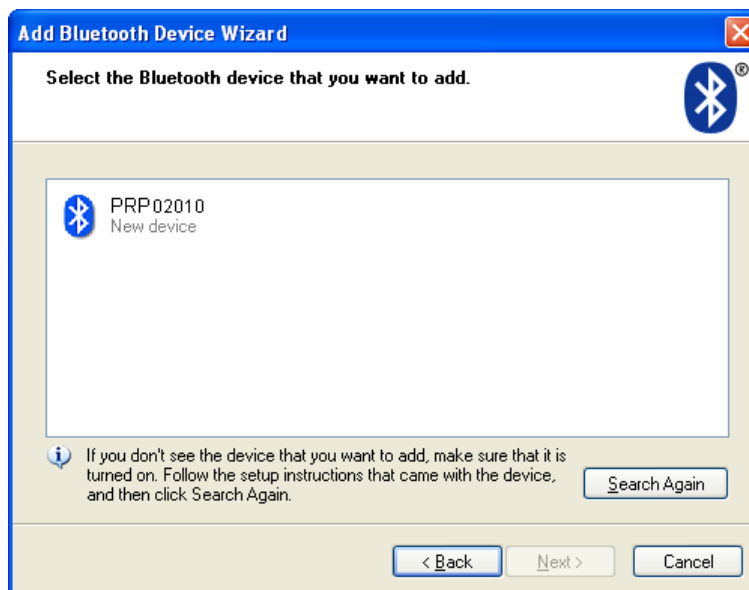 Add Bluetooth Device Wizard
Select the Bluetooth device that you want to add.
®
PRP02010
New device
If you don't see the device that you want to add, make sure that it is
turned on. Follow the setup instructions that came with the device,
and then click Search Again.
Search Again
< Back
Next >
Cancel